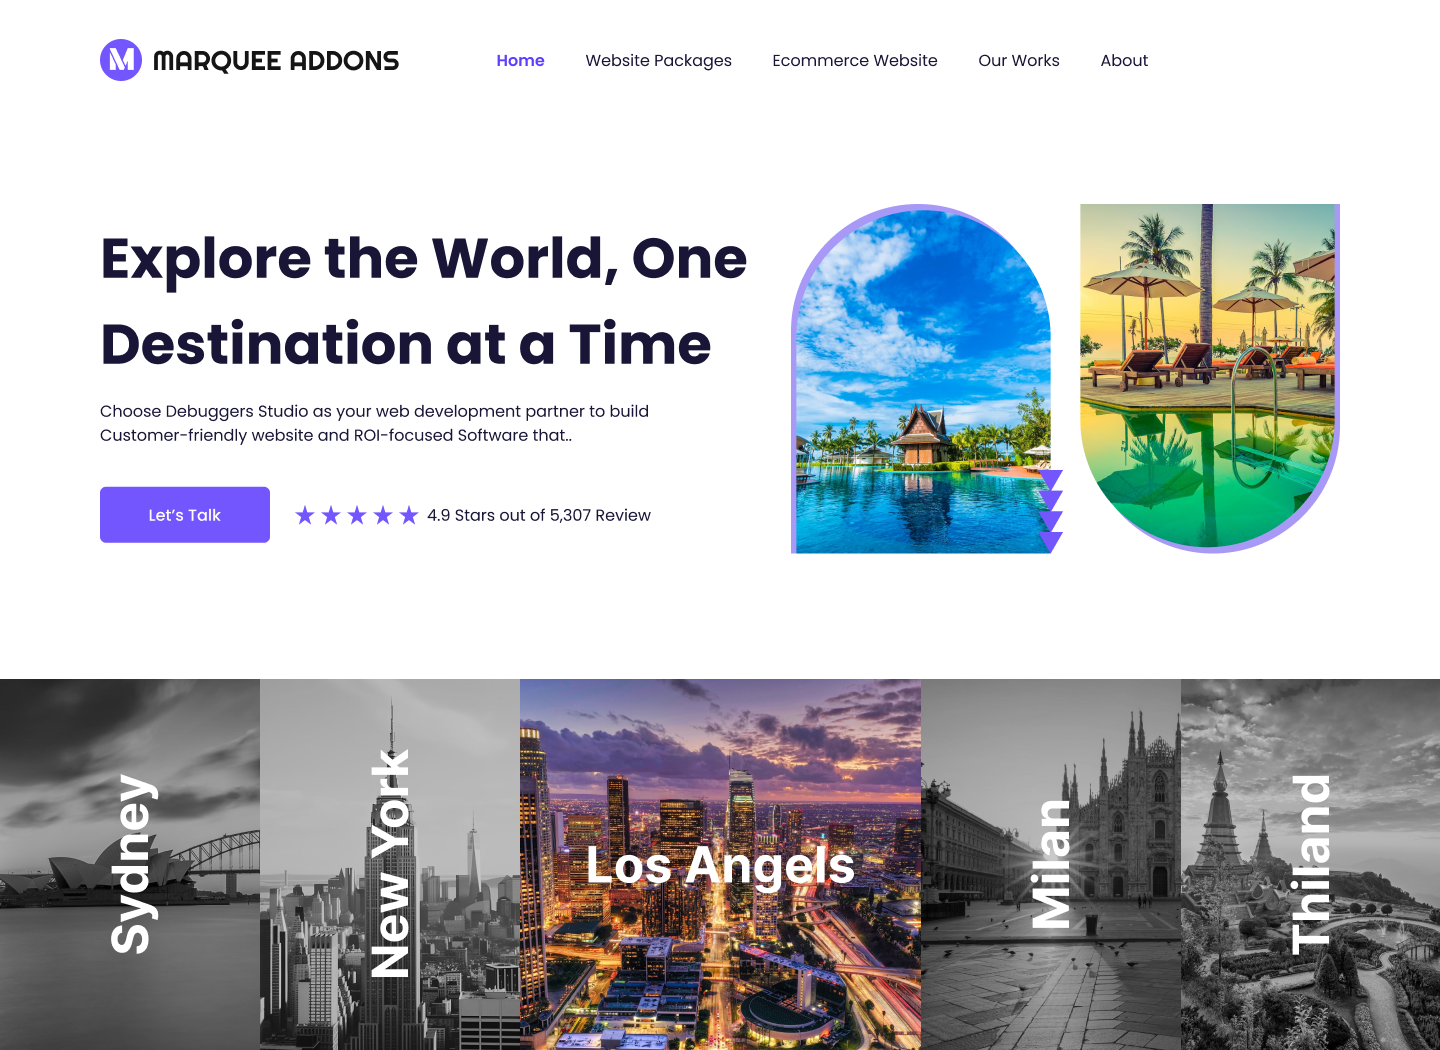 MARQUEE ADDONS
Home
Website Packages
Ecommerce Website
Our Works
About
Explore the World, One
Destination at a Time
Choose Debuggers Studio as your web development partner to build
Customer-friendly website and ROI-focused Software that..
Let’s Talk
4.9 Stars out of 5,307 Review
Sydney
New York
Los Angels
Milan
Thiland